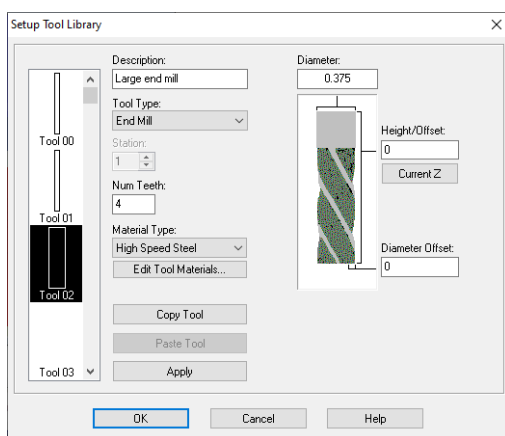 Setup Tool Library
Description:
Large end mill
Tool Type:
End Mill
Station:
1
Num Teeth:
4
Material Type:
High Speed Steel
Edit Tool Materials...
Copy Tool
Paste Tool
Apply
Tool 00
Tool 01
Tool 02
Tool 03
Diameter:
0.375
Height/Offset:
0
Current Z
Diameter Offset:
0
OK
Cancel
Help